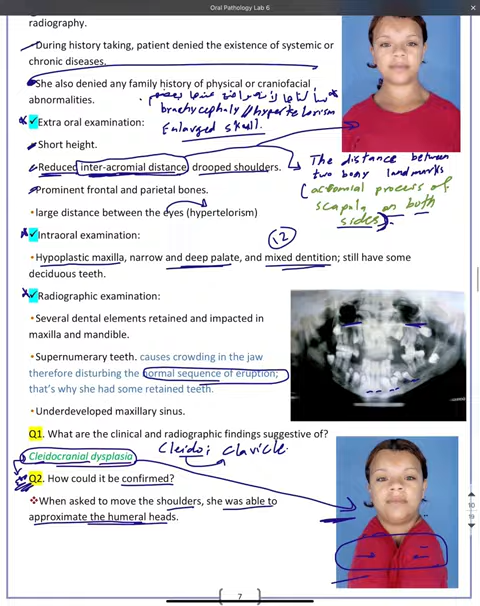 Oral Pathology Lab 6
radiography.
During history taking, patient denied the existence of systemic or
chronic diseases.
She also denied any family history of physical or craniofacial
abnormalities.
brachycephaly // hypertelorism
Enlarged skull.
✓Extra oral examination:
Short height.
Reduced inter-acromial distance, drooped shoulders.
The distance between
two bony landmarks
(acromial process of
scapula on both
sides).
Prominent frontal and parietal bones.
•large distance between the eyes (hypertelorism)
12
✓Intraoral examination:
•Hypoplastic maxilla, narrow and deep palate, and mixed dentition; still have some
deciduous teeth.
✓Radiographic examination:
•Several dental elements retained and impacted in
maxilla and mandible.
•Supernumerary teeth. causes crowding in the jaw
therefore disturbing the normal sequence of eruption;
that's why she had some retained teeth.
•Underdeveloped maxillary sinus.
Q1. What are the clinical and radiographic findings suggestive of?
Cleido: clavicle
Cleidocranial dysplasia
Q2. How could it be confirmed?
❖When asked to move the shoulders, she was able to
approximate the humeral heads.
7